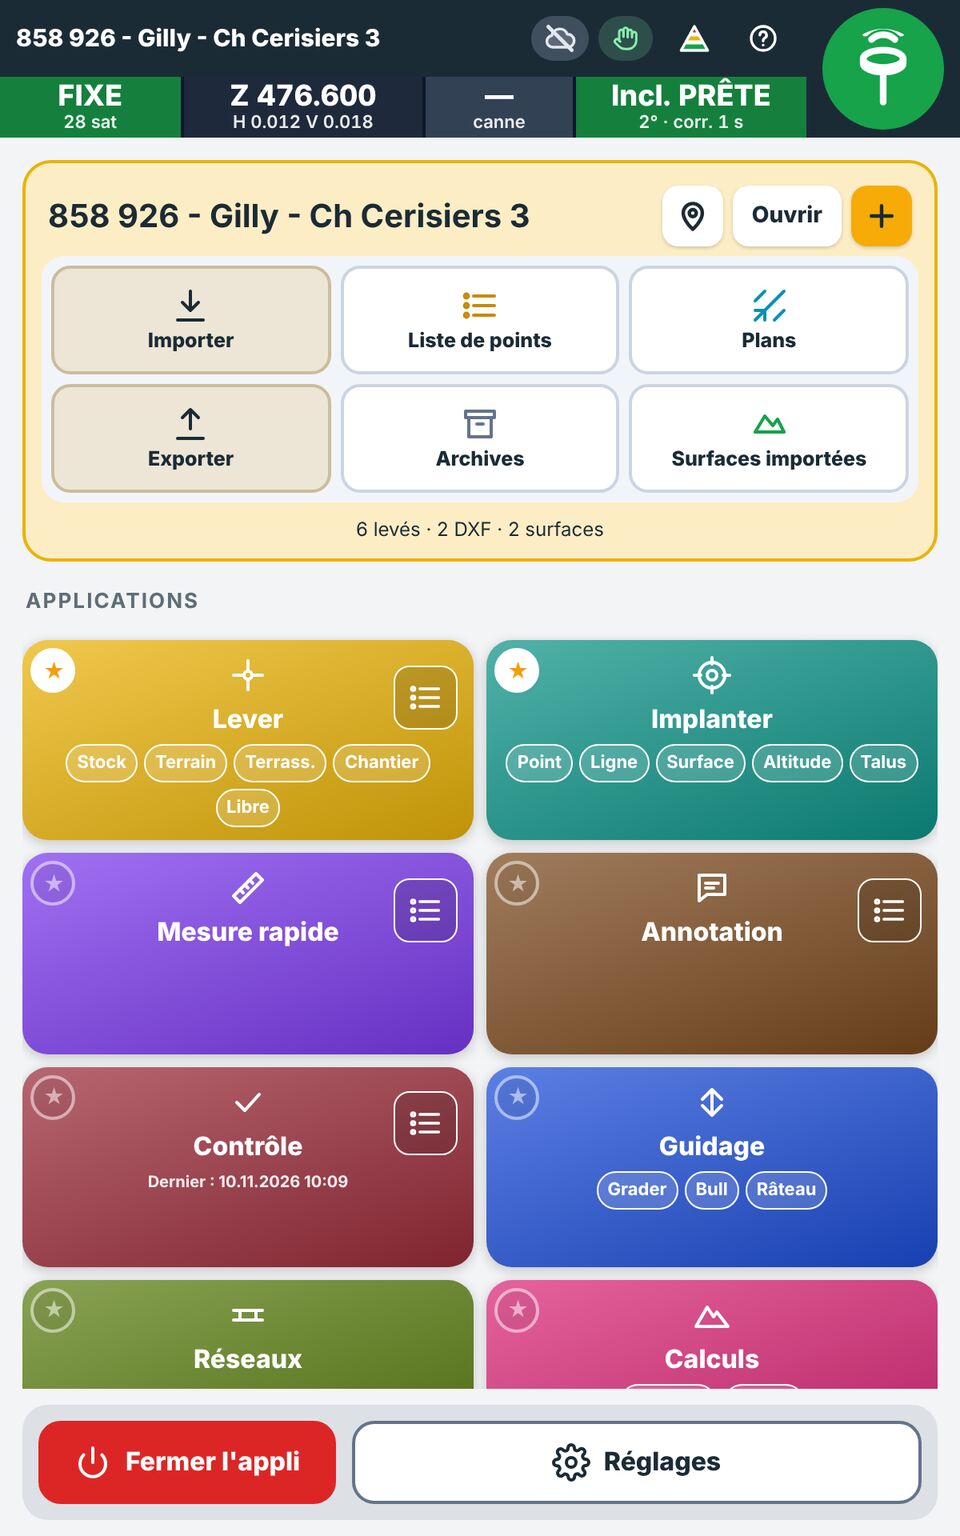 858 926 - Gilly - Ch Cerisiers 3
FIXE
28 sat
Z 476.600
H 0.012 V 0.018
—
canne
Incl. PRÊTE
2° · corr. 1 s
858 926 - Gilly - Ch Cerisiers 3
Ouvrir
Importer
Liste de points
Plans
Exporter
Archives
Surfaces importées
6 levés · 2 DXF · 2 surfaces
APPLICATIONS
Lever
Stock Terrain Terrass. Chantier
Libre
Implanter
Point Ligne Surface Altitude Talus
Mesure rapide
Annotation
Contrôle
Dernier : 10.11.2026 10:09
Guidage
Grader Bull Râteau
Réseaux
Calculs
Fermer l'appli
Réglages